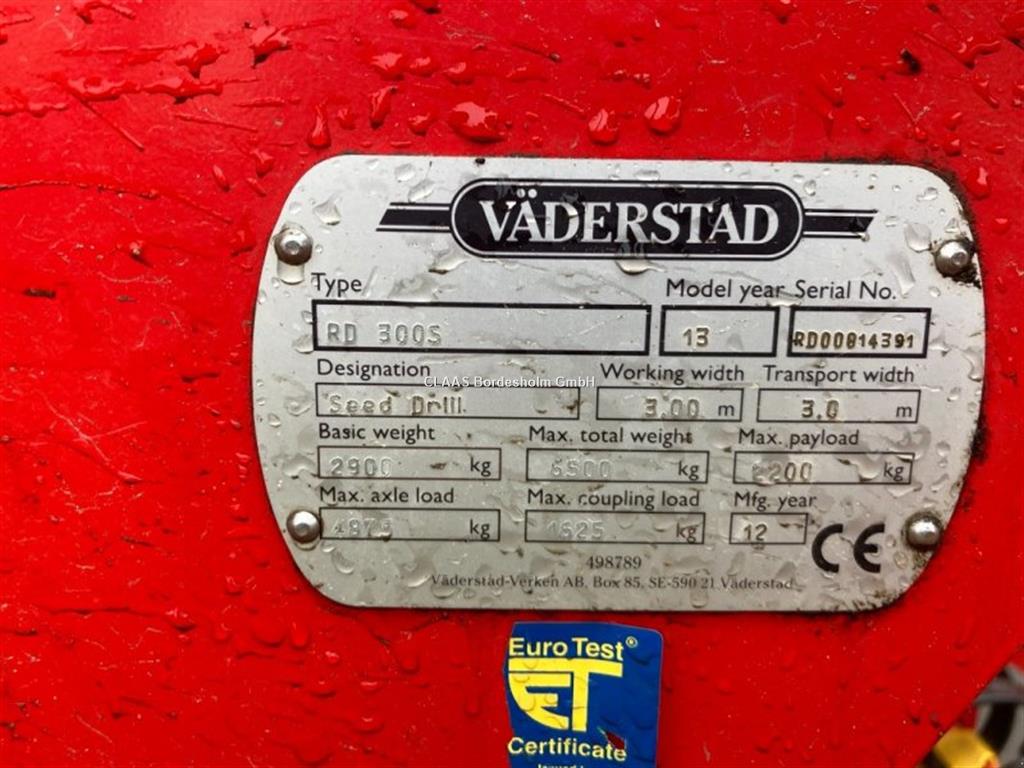 VÄDERSTAD
Type Model year Serial No.
RD 300S 13 RD00814391
Designation Working width Transport width
CLAAS Bordesholm GmbH
Seed Drill. 3.00 m 3.0 m
Basic weight Max. total weight Max. payload
2900 kg 6500 kg 2200 kg
Max. axle load Max. coupling load Mfg. year
4875 kg 1625 kg 12
CE
498789
Väderstad-Verken AB, Box 85, SE-590 21 Väderstad
Euro Test®
ET
Certificate